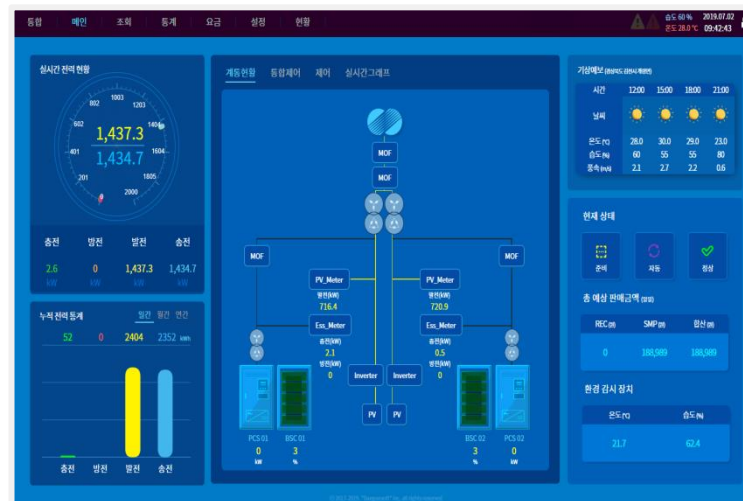 통합 메인 조회 통계 요금 설정 현황
습도 60 % 2019.07.02
온도 28.0 ℃ 09:42:43
실시간 전력 현황
0 201 401 602 802 1003 1203 1404 1604 1805 2000
1,437.3
1,434.7
충전 방전 발전 송전
2.6 0 1,437.3 1,434.7
kW kW kW kW
누적 전력 통계 일간 월간 연간
52 0 2404 2352 kWh
충전 방전 발전 송전
계통현황 통합제어 제어 실시간그래프
MOF
MOF
MOF MOF
PV_Meter PV_Meter
발전(kW) 발전(kW)
716.4 720.9
Ess_Meter Ess_Meter
충전(kW) 충전(kW)
2.1 0.5
방전(kW) 방전(kW)
0 0
Inverter Inverter
PV PV
PCS 01 BSC 01 BSC 02 PCS 02
0 3 3 0
kW % % kW
기상예보
시간 12:00 15:00 18:00 21:00
날씨
온도 (℃) 28.0 30.0 29.0 23.0
습도 (%) 60 55 55 80
풍속 (m/s) 2.1 2.7 2.2 0.6
현재 상태
준비 자동 정상
총 예상 판매금액
REC (원) SMP (원) 합산 (원)
0 188,989 188,989
환경 감시 장치
온도 (℃) 습도 (%)
21.7 62.4